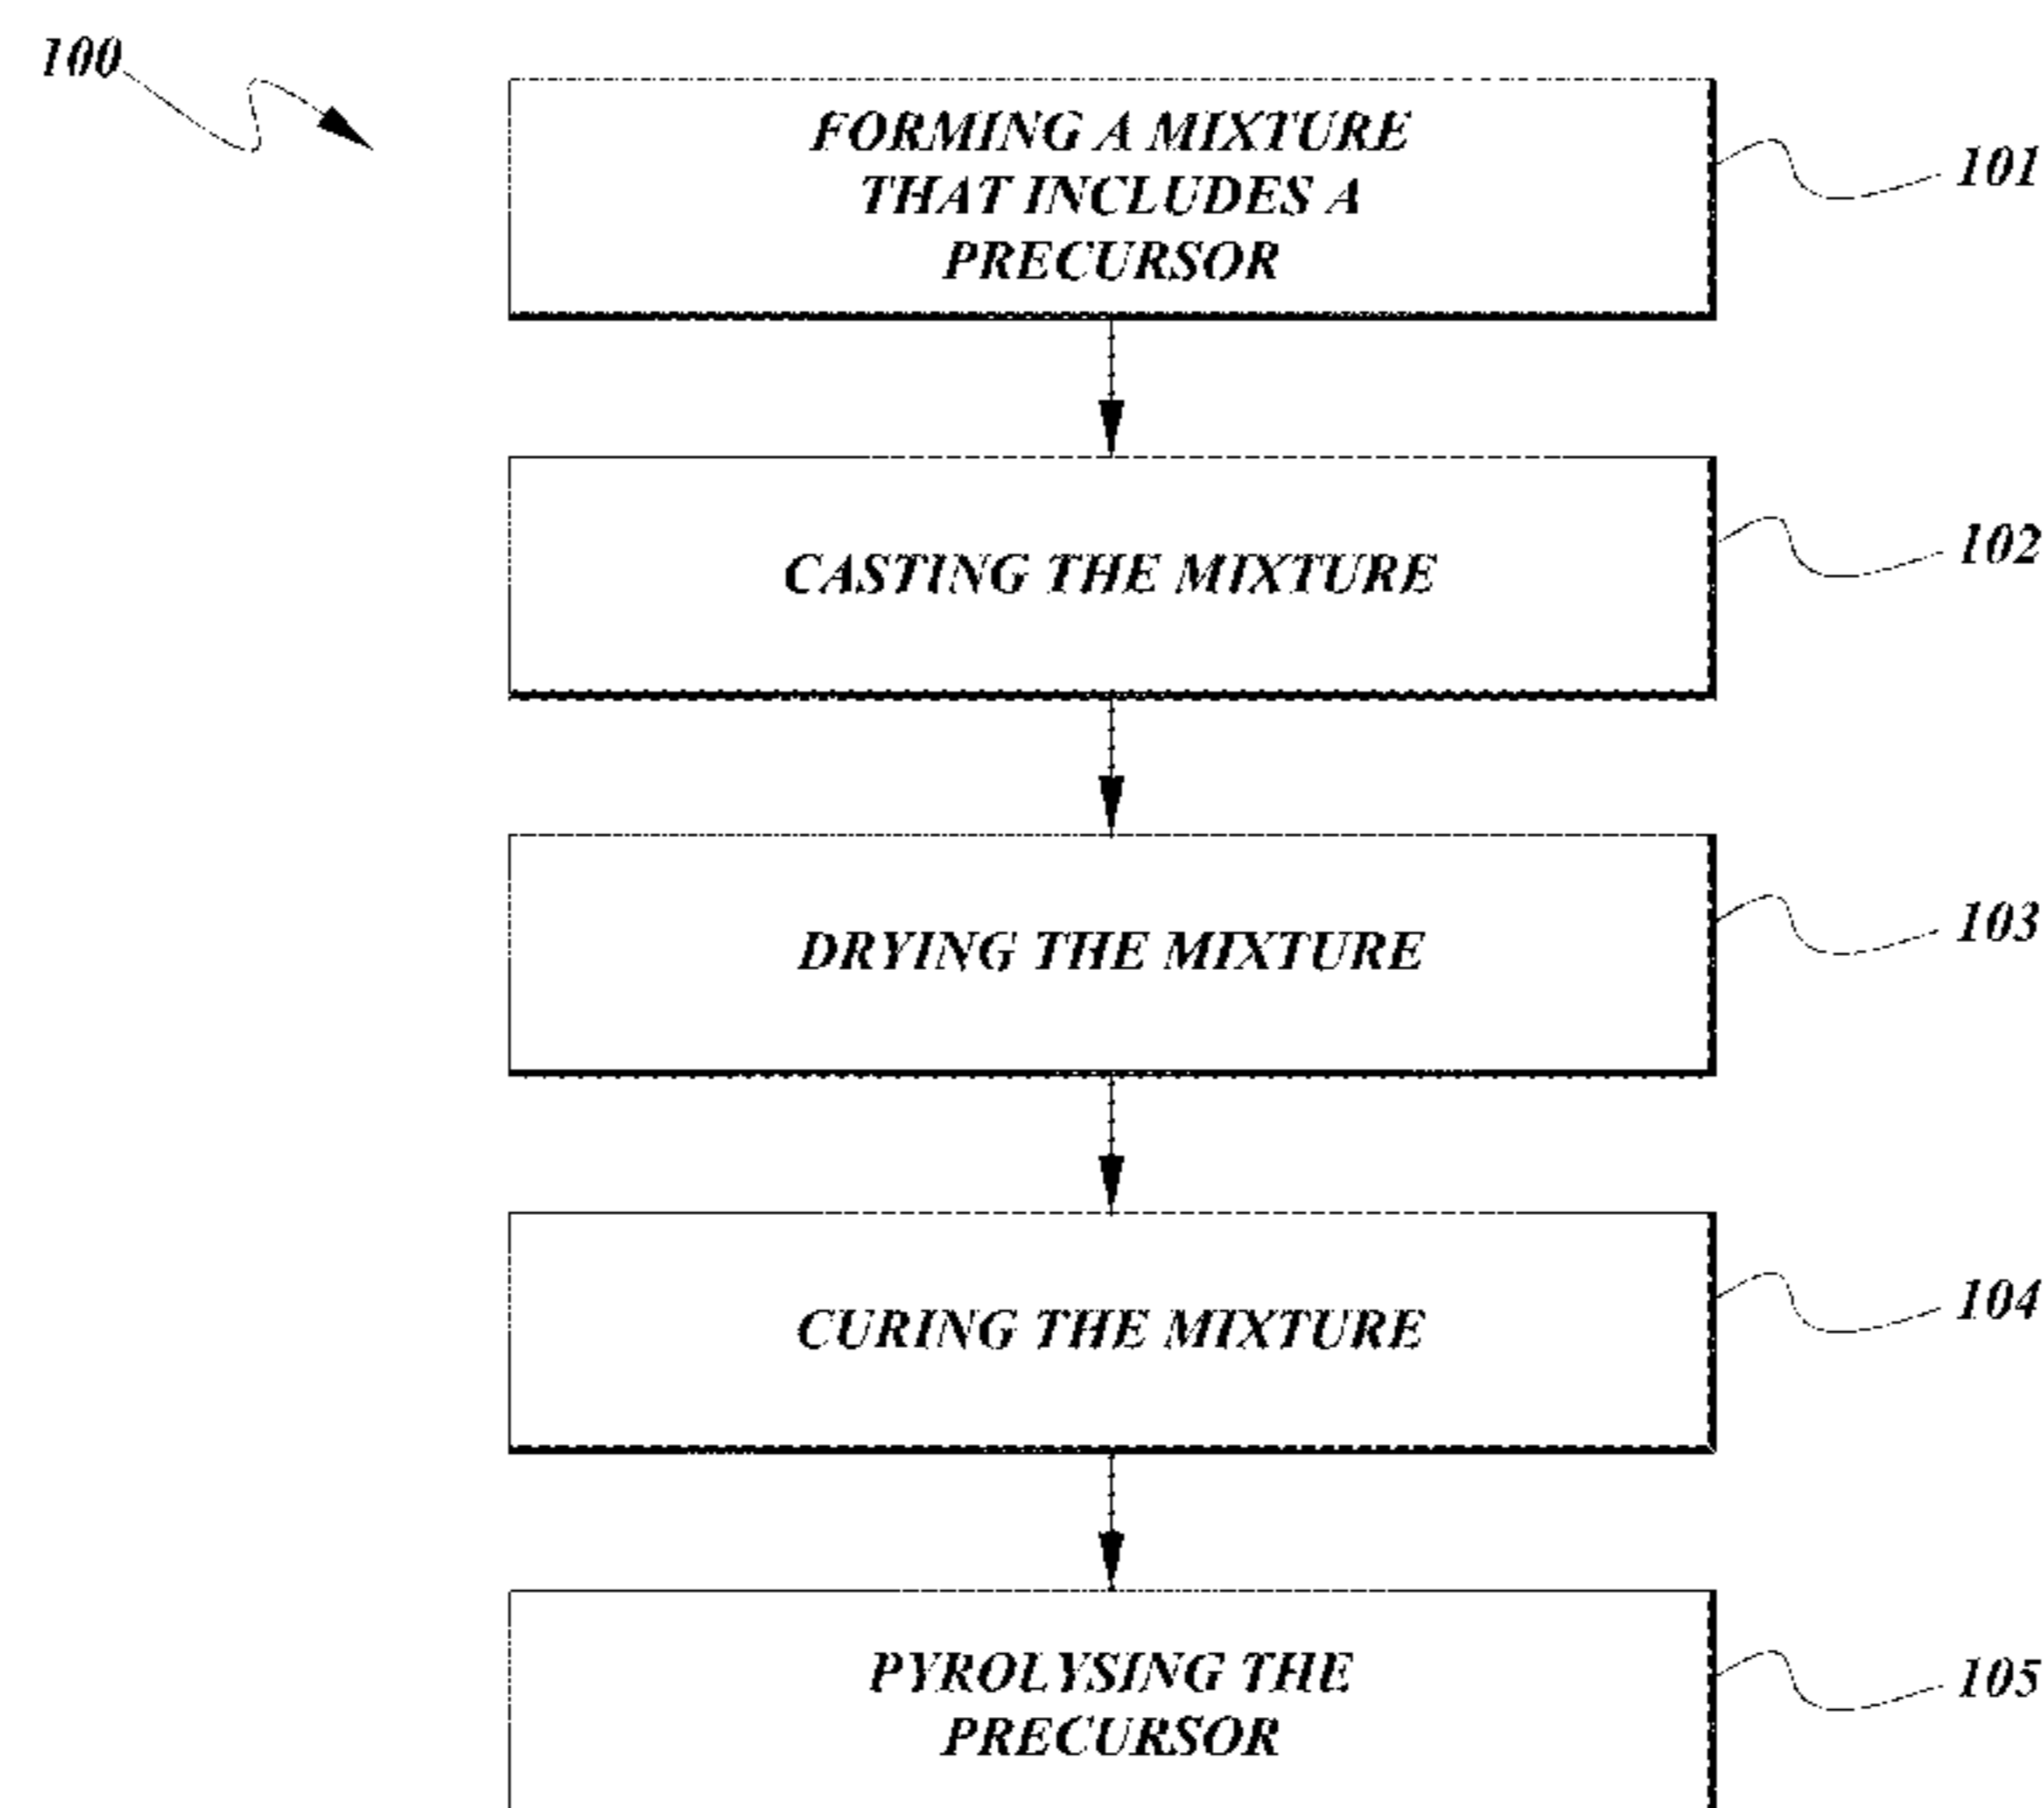 100
FORMING A MIXTURE
THAT INCLUDES A
PRECURSOR
101
CASTING THE MIXTURE
102
DRYING THE MIXTURE
103
CURING THE MIXTURE
104
PYROLYSING THE
PRECURSOR
105